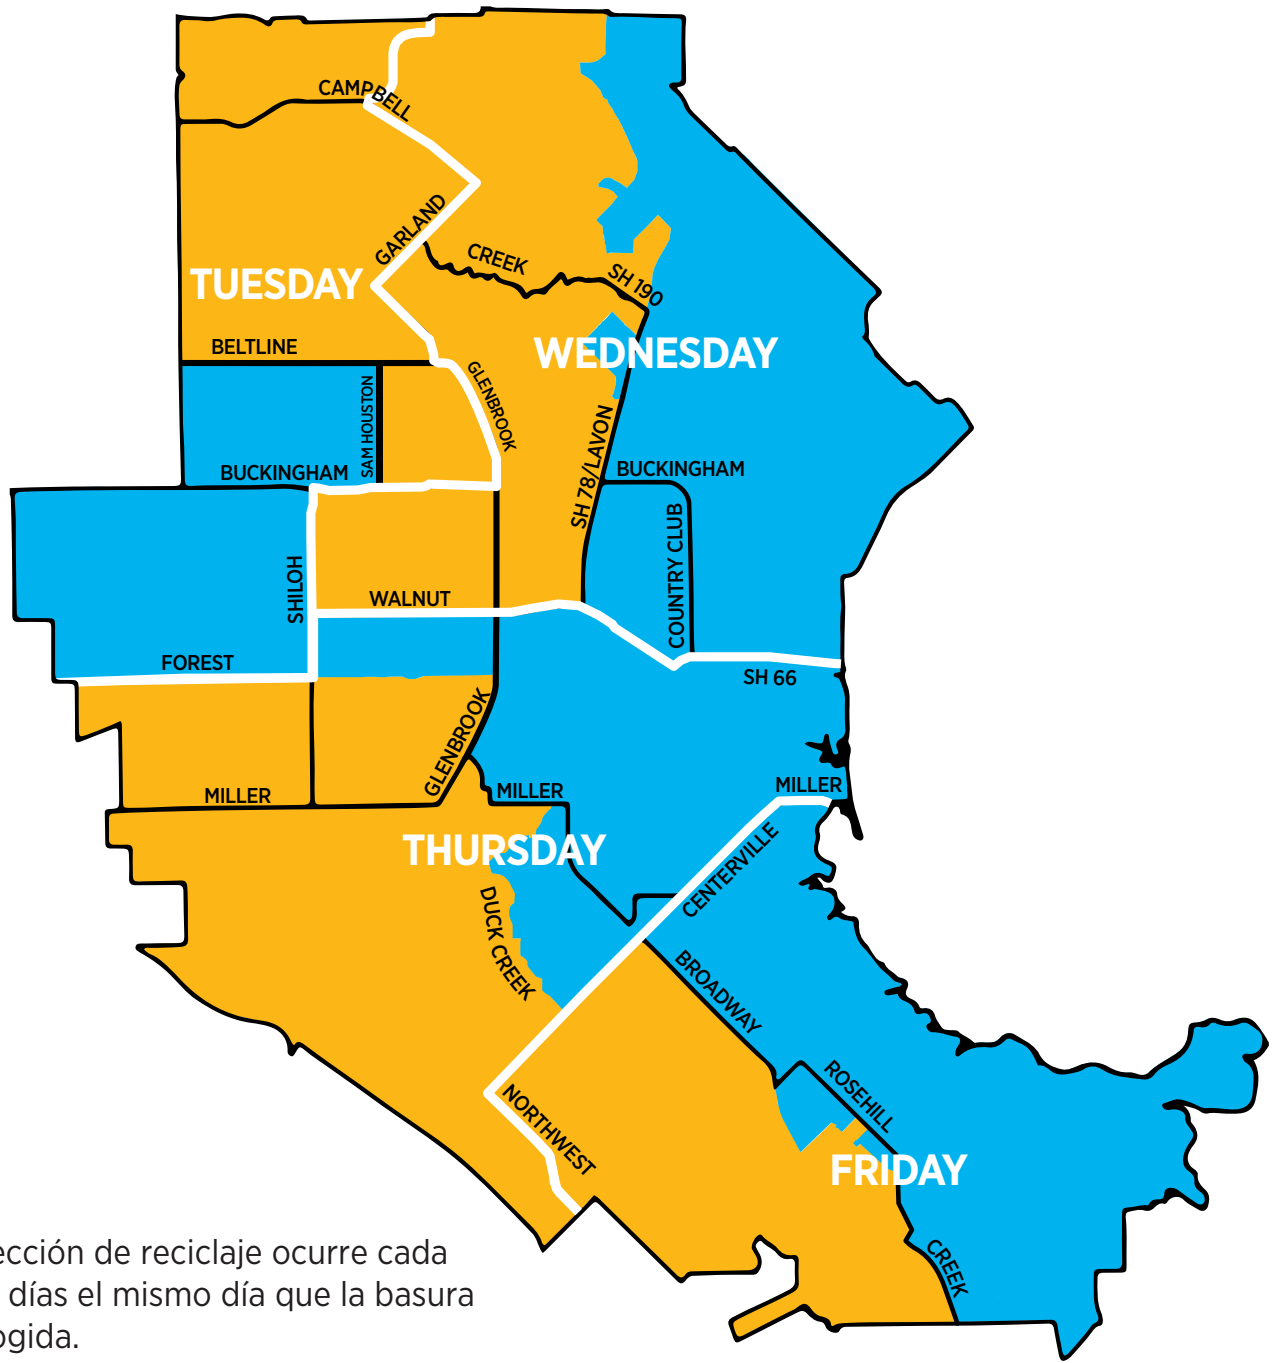 CAMPBELL
GARLAND
CREEK
SH 190
TUESDAY
WEDNESDAY
BELTLINE
SAM HOUSTON
GLENBROOK
SH 78/LAVON
BUCKINGHAM
BUCKINGHAM
COUNTRY CLUB
SHILOH
WALNUT
FOREST
SH 66
GLENBROOK
MILLER
MILLER
MILLER
THURSDAY
CENTERVILLE
DUCK CREEK
BROADWAY
ROSEHILL
NORTHWEST
FRIDAY
CREEK
ección de reciclaje ocurre cada
días el mismo día que la basura
ogida.